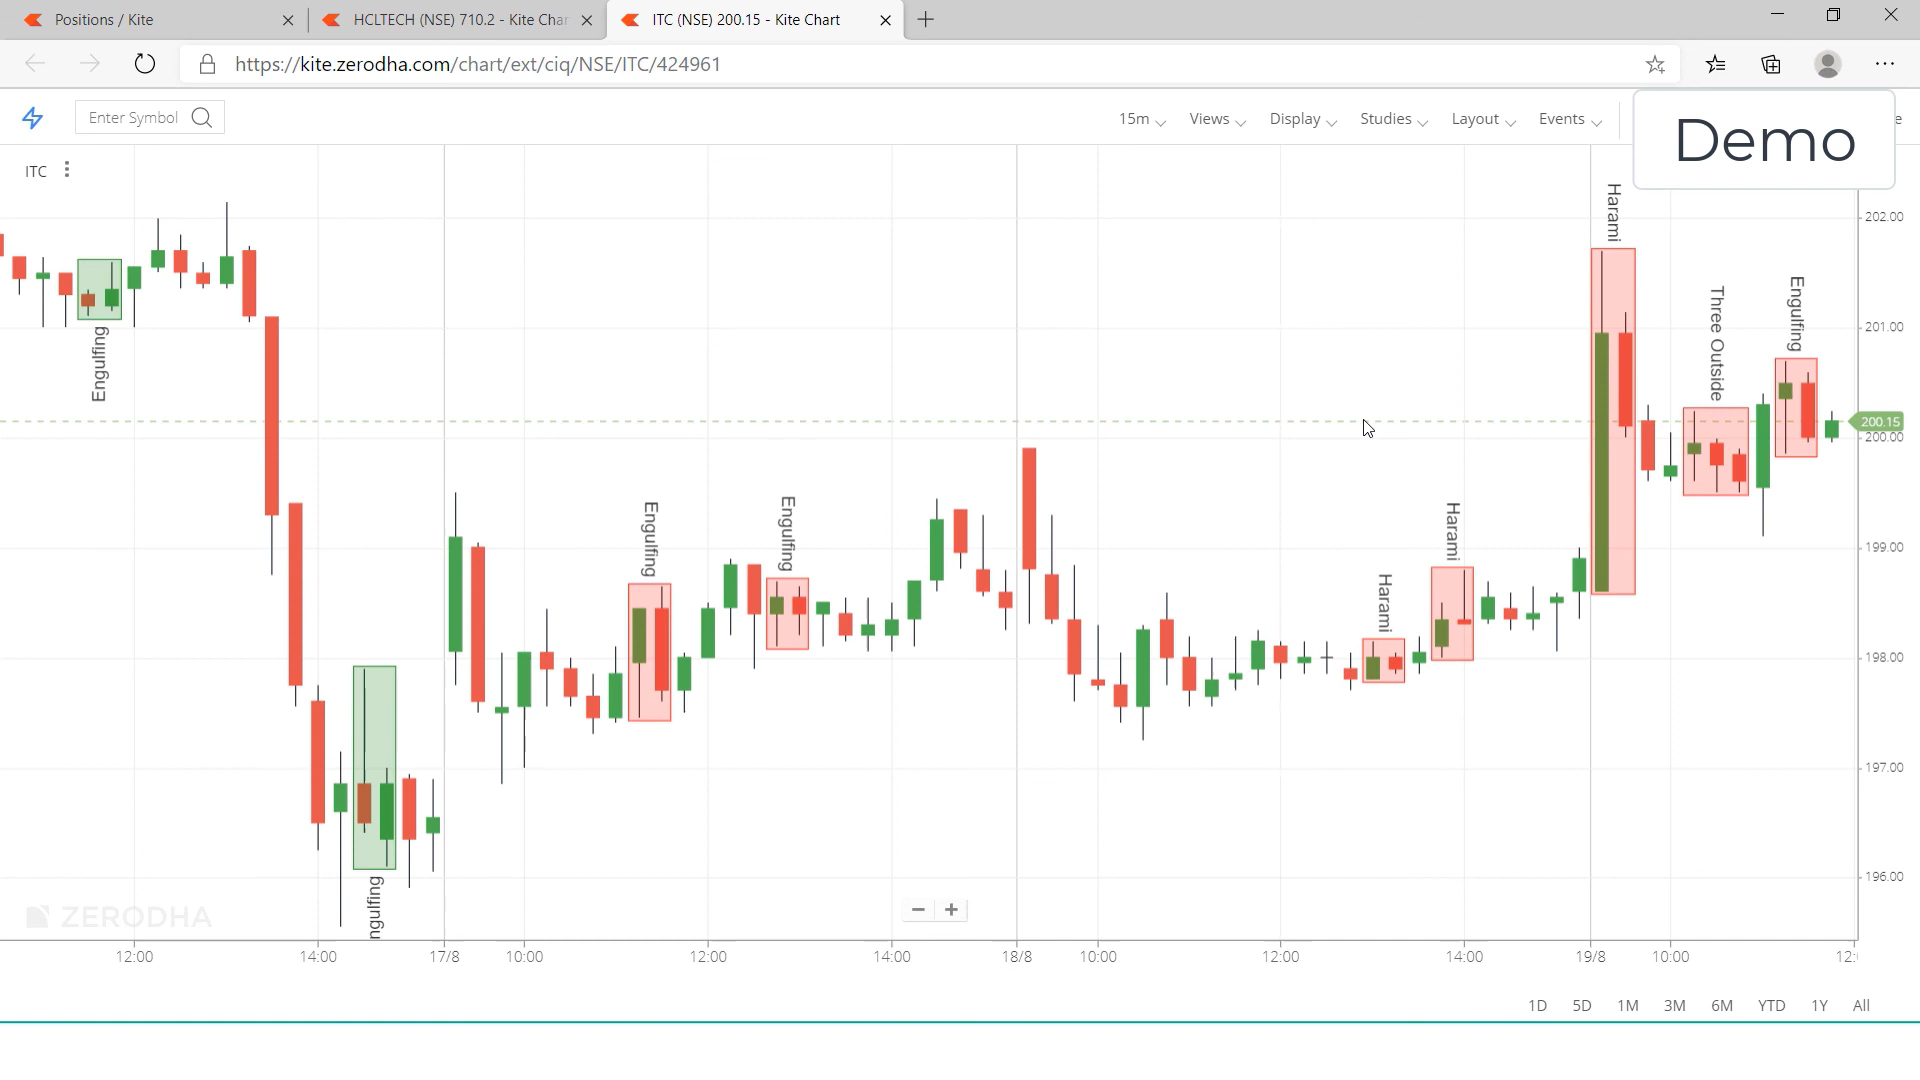 Positions / Kite
HCLTECH (NSE) 710.2 - Kite Char
ITC (NSE) 200.15 - Kite Chart
https://kite.zerodha.com/chart/ext/ciq/NSE/ITC/424961
Enter Symbol
15m
Views
Display
Studies
Layout
Events
Demo
e
ITC
Engulfing
ngulfing
Engulfing
Engulfing
Harami
Harami
Harami
Three Outside
Engulfing
202.00
201.00
200.15
200.00
199.00
198.00
197.00
196.00
ZERODHA
12:00
14:00
17/8
10:00
12:00
14:00
18/8
10:00
12:00
14:00
19/8
10:00
12:
1D
5D
1M
3M
6M
YTD
1Y
All